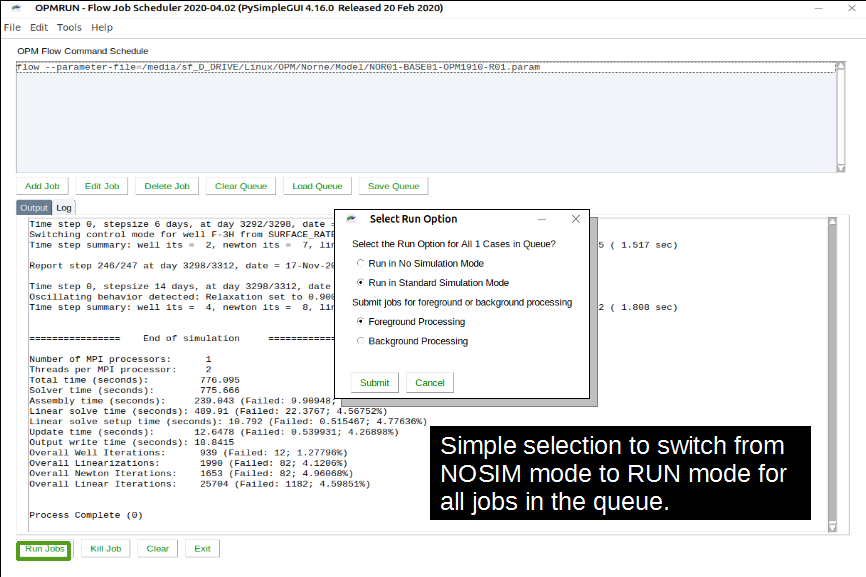 OPMRUN - Flow Job Scheduler 2020-04.02 (PySimpleGUI 4.16.0 Released 20 Feb 2020)
File Edit Tools Help
OPM Flow Command Schedule
flow --parameter-file=/media/sf_D_DRIVE/Linux/OPM/Norne/Model/NOR01-BASE01-OPM1910-R01.param
Add Job Edit Job Delete Job Clear Queue Load Queue Save Queue
Output Log
Time step 0, stepsize 6 days, at day 3292/3298, date =
Switching control mode for well F-3H from SURFACE_RATE
Time step summary: well its = 2, newton its = 7, lin 5 ( 1.517 sec)
Report step 246/247 at day 3298/3312, date = 17-Nov-20
Time step 0, stepsize 14 days, at day 3298/3312, date
Oscillating behavior detected: Relaxation set to 0.900
Time step summary: well its = 4, newton its = 8, lin 2 ( 1.808 sec)
================ End of simulation ============
Number of MPI processors: 1
Threads per MPI processor: 2
Total time (seconds): 776.095
Solver time (seconds): 775.666
Assembly time (seconds): 239.043 (Failed: 9.90948;
Linear solve time (seconds): 489.91 (Failed: 22.3767; 4.56752%)
Linear solve setup time (seconds): 10.792 (Failed: 0.515467; 4.77636%)
Update time (seconds): 12.6478 (Failed: 0.539931; 4.26898%)
Output write time (seconds): 18.8415
Overall Well Iterations: 939 (Failed: 12; 1.27796%)
Overall Linearizations: 1990 (Failed: 82; 4.1206%)
Overall Newton Iterations: 1653 (Failed: 82; 4.96068%)
Overall Linear Iterations: 25704 (Failed: 1182; 4.59851%)
Process Complete (0)
Select Run Option
Select the Run Option for All 1 Cases in Queue?
Run in No Simulation Mode
Run in Standard Simulation Mode
Submit jobs for foreground or background processing
Foreground Processing
Background Processing
Submit Cancel
Simple selection to switch from
NOSIM mode to RUN mode for
all jobs in the queue.
Run Jobs Kill Job Clear Exit